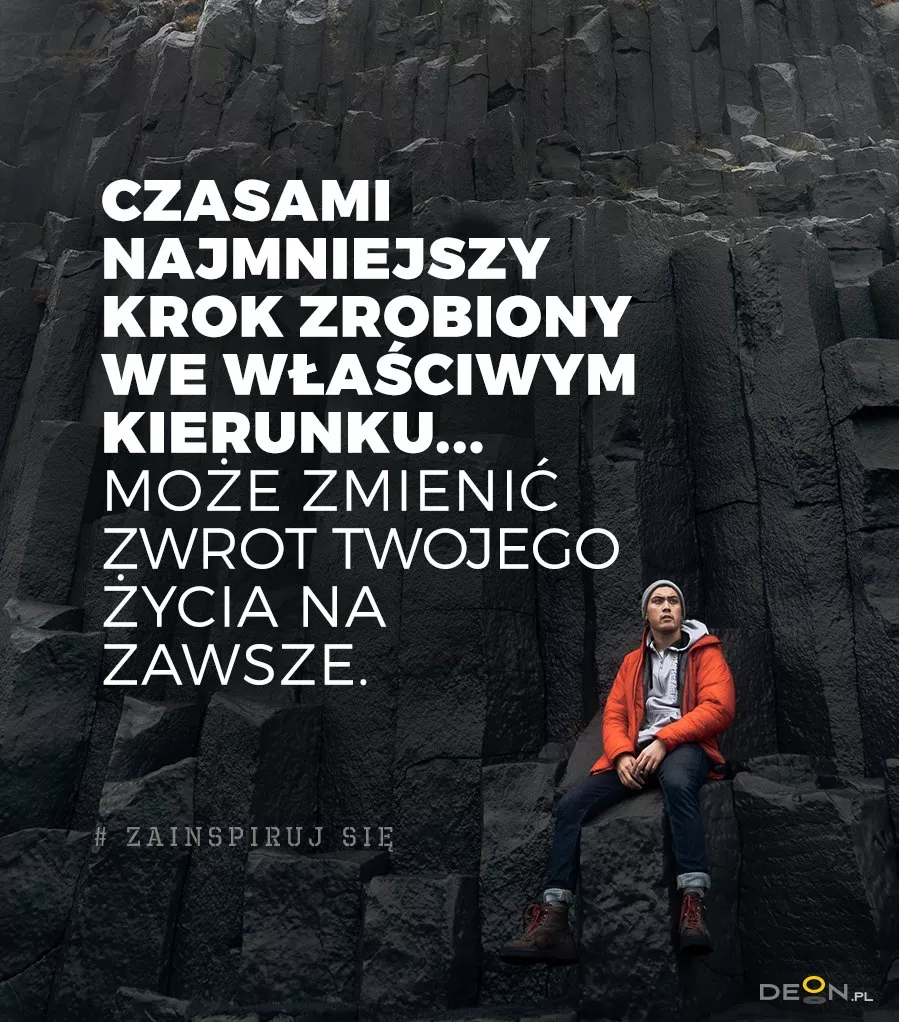 CZASAMI
NAJMNIEJSZY
KROK ZROBIONY
WE WŁAŚCIWYM
KIERUNKU...
MOŻE ZMIENIĆ
ZWROT TWOJEGO
ŻYCIA NA
ZAWSZE.
# ZAINSPIRUJ SIĘ
DEON.PL